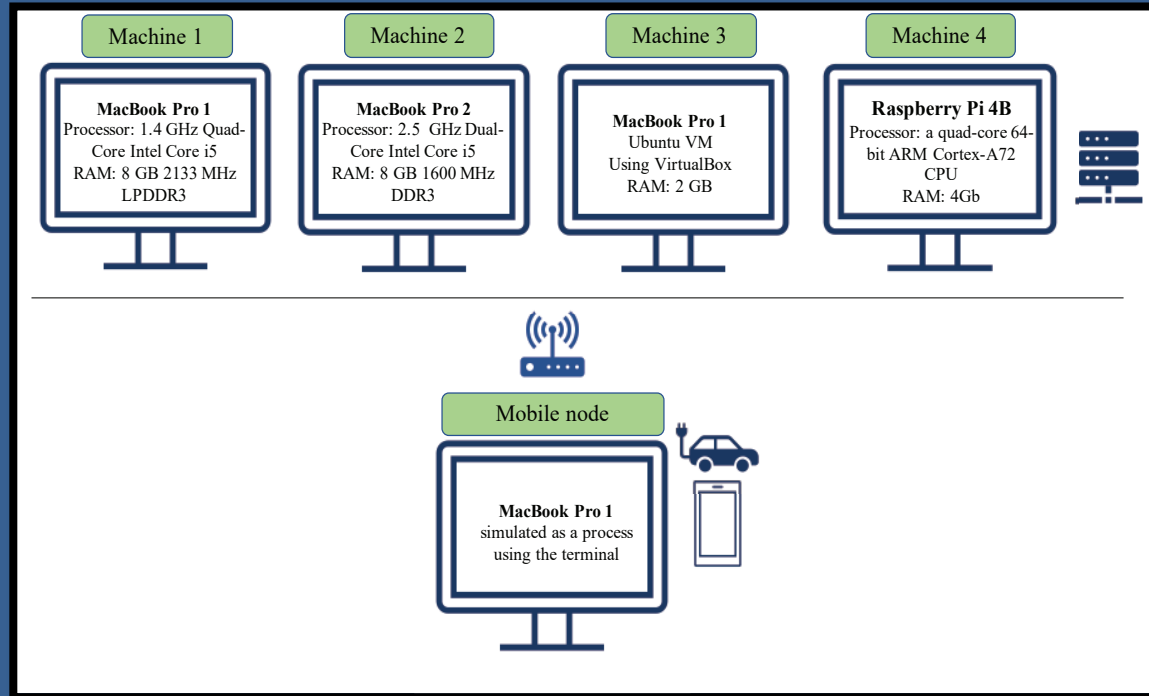 Machine 1
MacBook Pro 1
Processor: 1.4 GHz Quad-
Core Intel Core i5
RAM: 8 GB 2133 MHz
LPDDR3
Machine 2
MacBook Pro 2
Processor: 2.5 GHz Dual-
Core Intel Core i5
RAM: 8 GB 1600 MHz
DDR3
Machine 3
MacBook Pro 1
Ubuntu VM
Using VirtualBox
RAM: 2 GB
Machine 4
Raspberry Pi 4B
Processor: a quad-core 64-
bit ARM Cortex-A72
CPU
RAM: 4Gb
Mobile node
MacBook Pro 1
simulated as a process
using the terminal